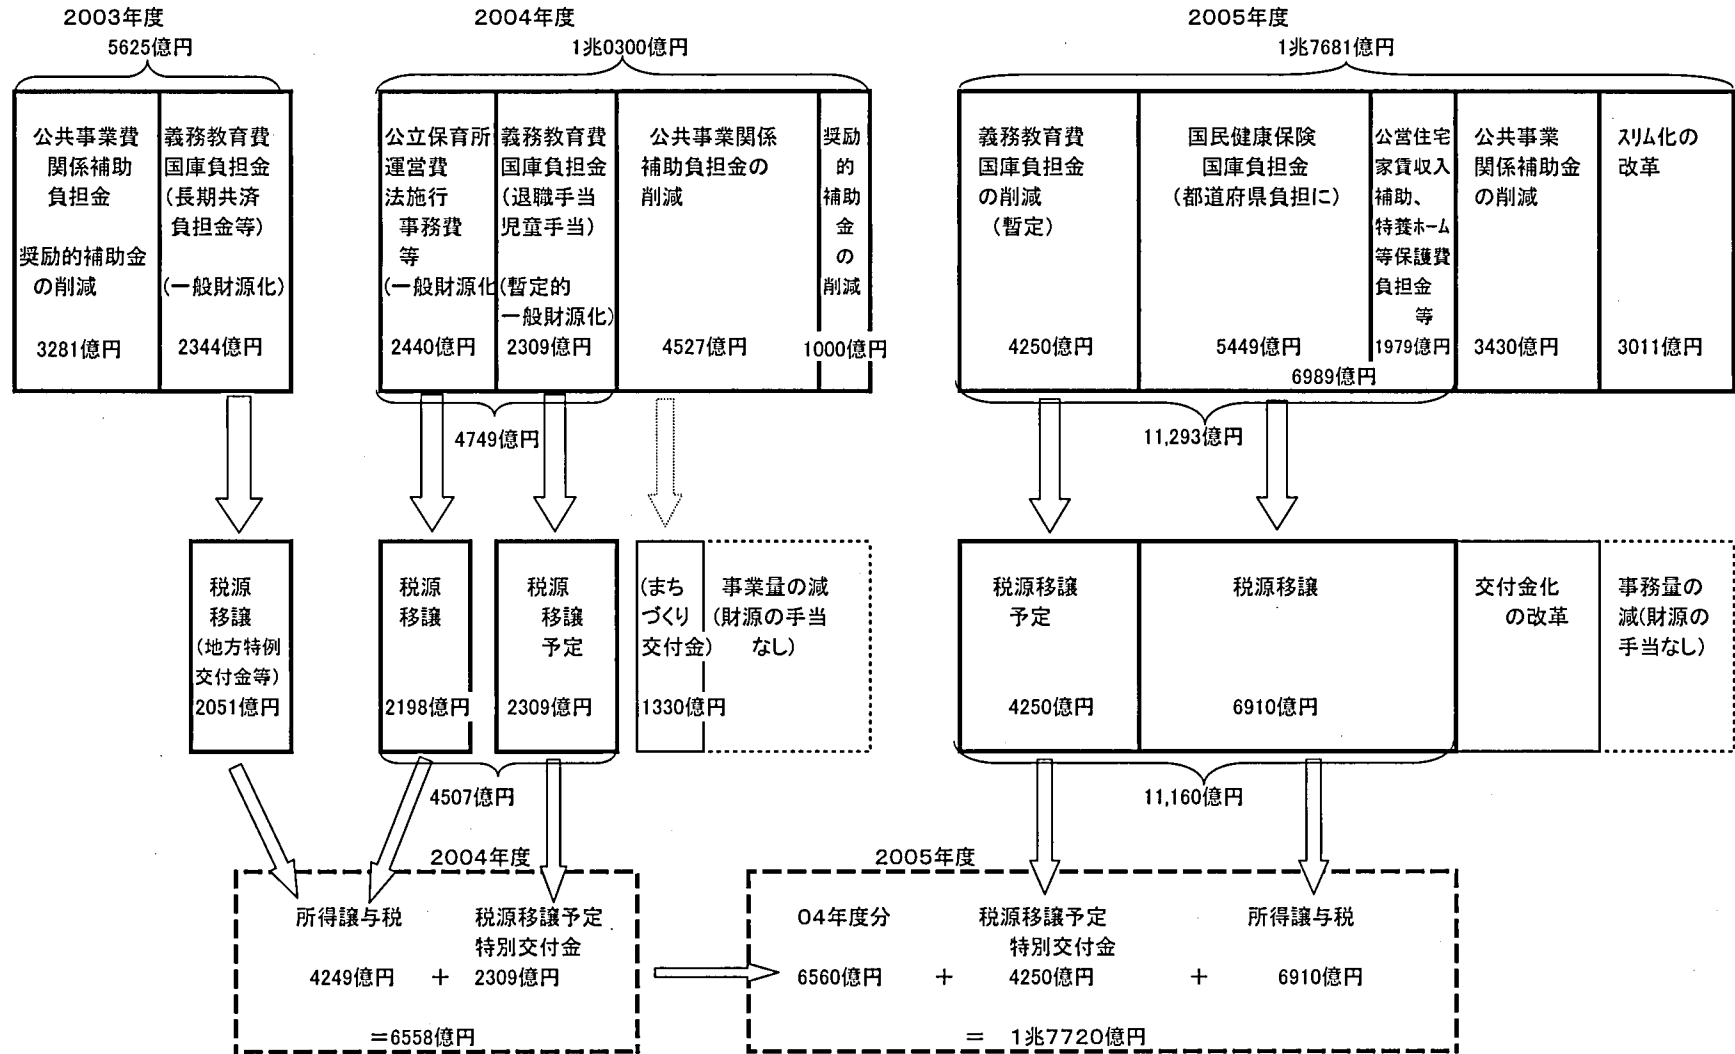 2003年度
5625億円
公共事業費
関係補助
負担金
奨励的補助金
の削減
3281億円
義務教育費
国庫負担金
(長期共済
負担金等)
(一般財源化)
2344億円
税源
移譲
(地方特例
交付金等)
2051億円
2004年度
1兆0300億円
公立保育所
運営費
法施行
事務費
等
(一般財源化
2440億円
義務教育費
国庫負担金
(退職手当
児童手当)
(暫定的
一般財源化)
2309億円
公共事業関係
補助負担金の
削減
4527億円
奨励
的
補助
金
の
削減
1000億円
4749億円
税源
移譲
2198億円
税源
移譲
予定
2309億円
(まち
づくり
交付金)
1330億円
事業量の減
(財源の手当
なし)
4507億円
2005年度
1兆7681億円
義務教育費
国庫負担金
の削減
(暫定)
4250億円
国民健康保険
国庫負担金
(都道府県負担に)
5449億円
公営住宅
家賃収入
補助、
特養ホーム
等保護費
負担金
等
1979億円
6989億円
公共事業
関係補助金
の削減
3430億円
スリム化の
改革
3011億円
11,293億円
税源移譲
予定
4250億円
税源移譲
6910億円
交付金化
の改革
事務量の
減(財源の
手当なし)
11,160億円
2004年度
所得譲与税
税源移譲予定
特別交付金
4249億円 + 2309億円
=6558億円
2005年度
04年度分
税源移譲予定
特別交付金
所得譲与税
6560億円 + 4250億円 + 6910億円
= 1兆7720億円